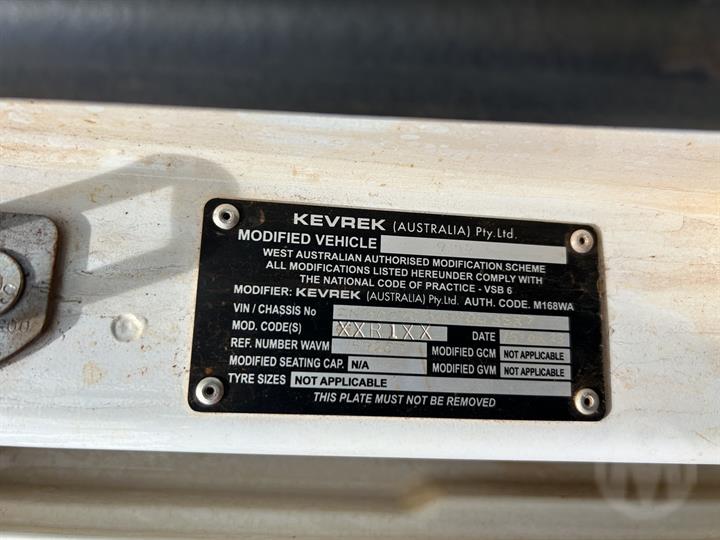 KEVREK (AUSTRALIA) Pty.Ltd.
MODIFIED VEHICLE
WEST AUSTRALIAN AUTHORISED MODIFICATION SCHEME
ALL MODIFICATIONS LISTED HEREUNDER COMPLY WITH
THE NATIONAL CODE OF PRACTICE - VSB 6
MODIFIER: KEVREK (AUSTRALIA) Pty.Ltd. AUTH. CODE. M168WA
VIN / CHASSIS No
MOD. CODE(S) XXR1XX DATE
REF. NUMBER WAVM MODIFIED GCM NOT APPLICABLE
MODIFIED SEATING CAP. N/A MODIFIED GVM NOT APPLICABLE
TYRE SIZES NOT APPLICABLE
THIS PLATE MUST NOT BE REMOVED